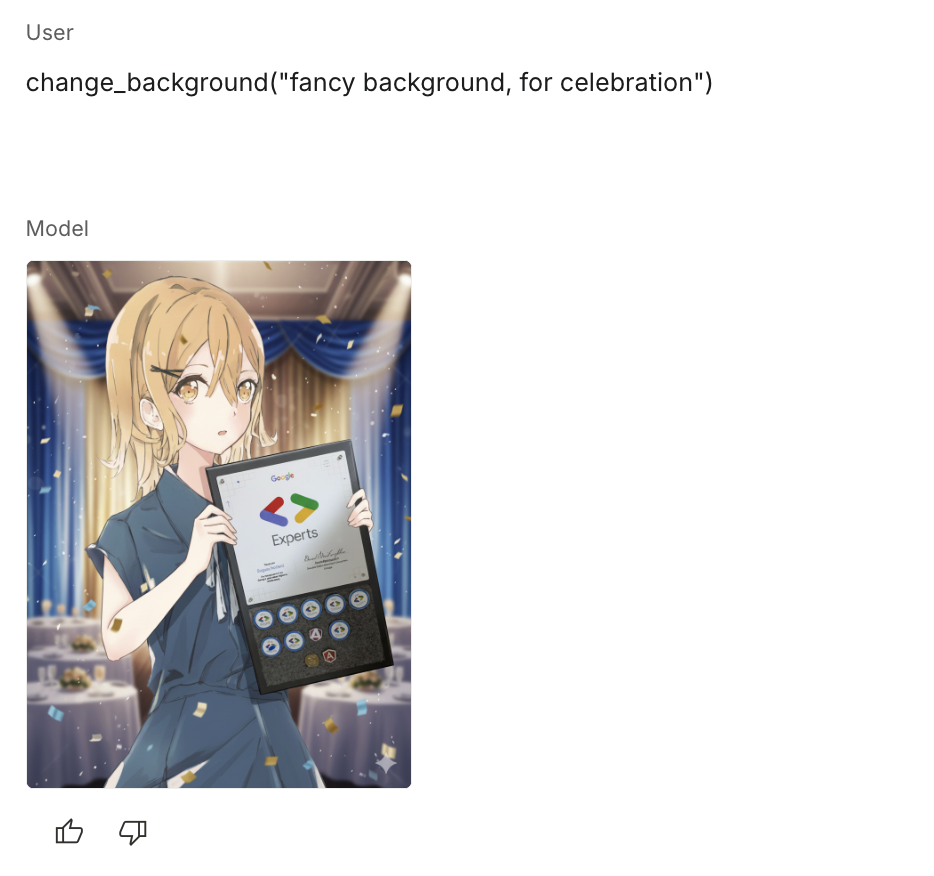 User
change_background("fancy background, for celebration")
Model
Google
Experts